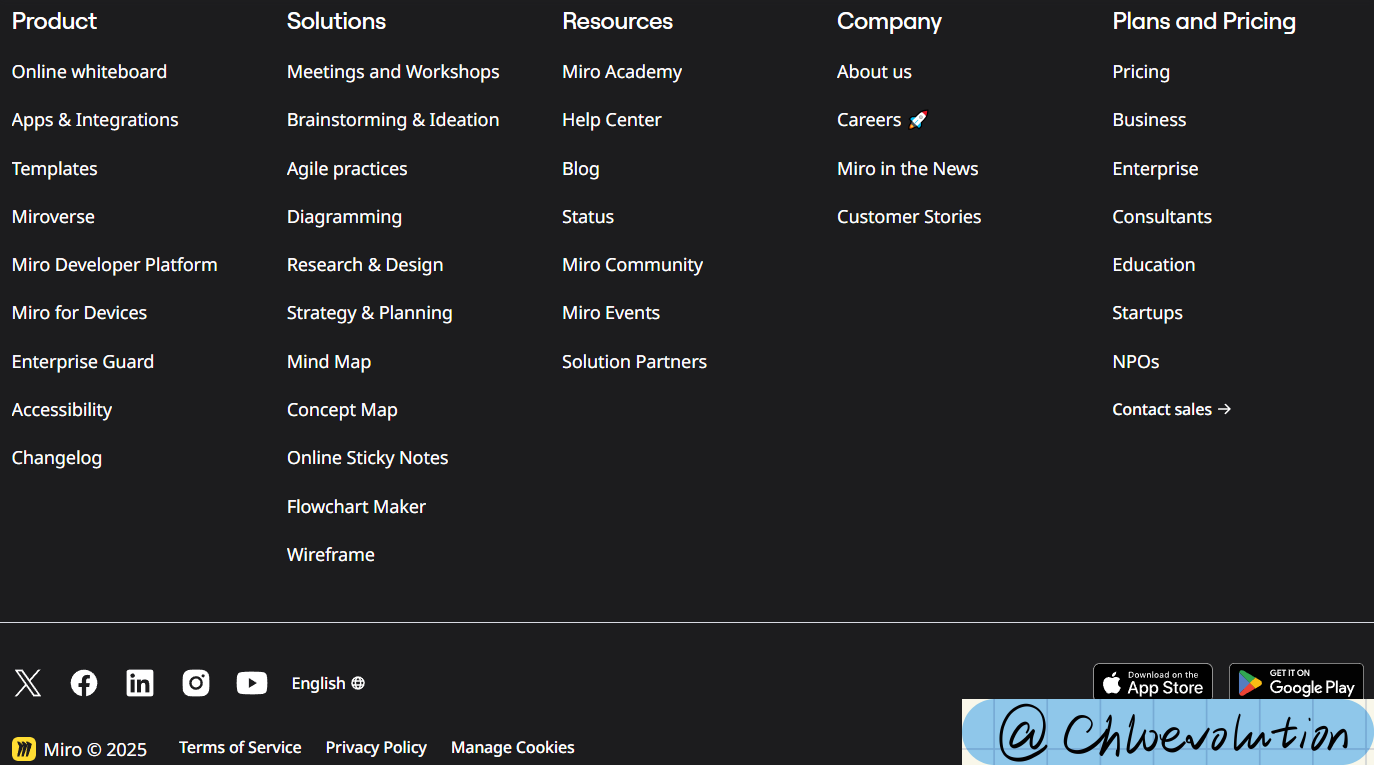 Product
Online whiteboard
Apps & Integrations
Templates
Miroverse
Miro Developer Platform
Miro for Devices
Enterprise Guard
Accessibility
Changelog
Solutions
Meetings and Workshops
Brainstorming & Ideation
Agile practices
Diagramming
Research & Design
Strategy & Planning
Mind Map
Concept Map
Online Sticky Notes
Flowchart Maker
Wireframe
Resources
Miro Academy
Help Center
Blog
Status
Miro Community
Miro Events
Solution Partners
Company
About us
Careers 🚀
Miro in the News
Customer Stories
Plans and Pricing
Pricing
Business
Enterprise
Consultants
Education
Startups
NPOs
Contact sales →
English
Download on the
App Store
GET IT ON
Google Play
Miro © 2025 Terms of Service Privacy Policy Manage Cookies
@Chloevolution